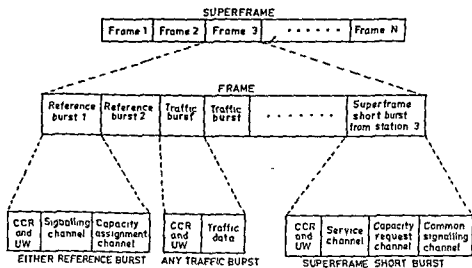 SUPERFRAME
Frame 1 Frame 2 Frame 3 Frame N
FRAME
Reference burst 1 Reference burst 2 Traffic burst Traffic burst Superframe short burst from station 3
CCR and UW Signalling channel Capacity assignment channel
CCR and UW Traffic data
CCR and UW Service channel Capacity request channel Common signalling channel
EITHER REFERENCE BURST ANY TRAFFIC BURST SUPERFRAME SHORT BURST